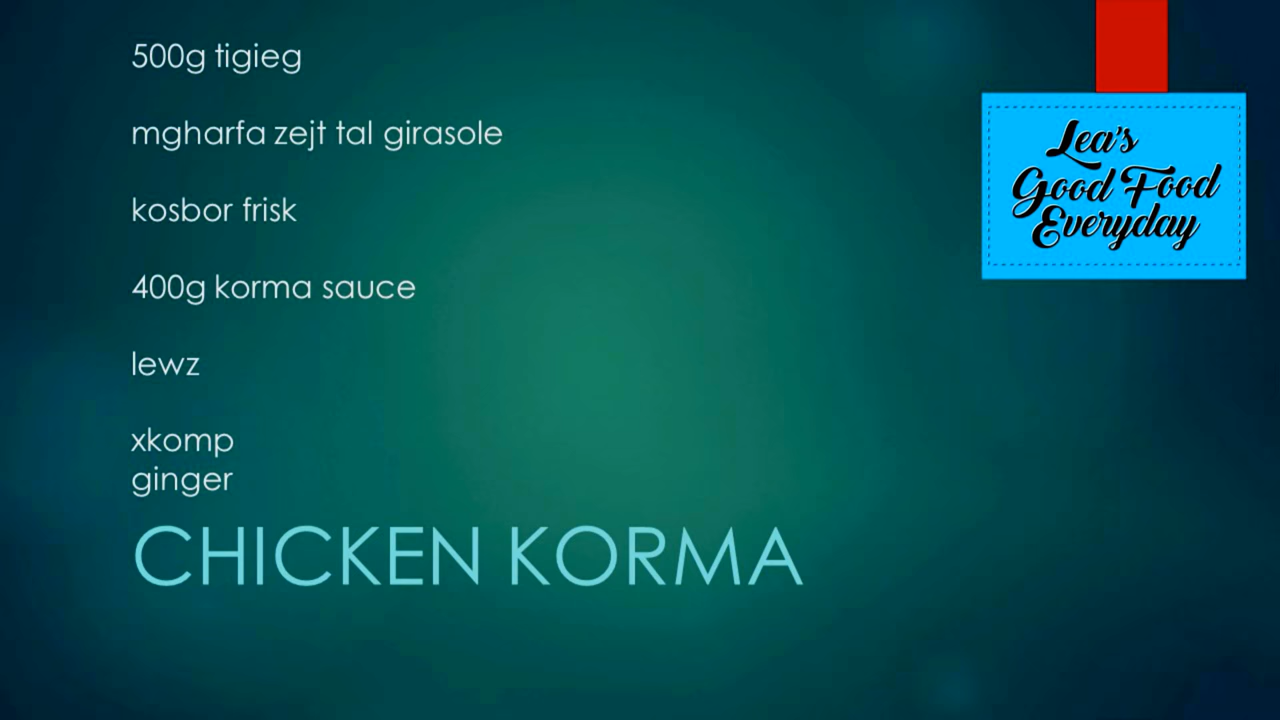 500g tigieg
mgharfa zejt tal girasole
kosbor frisk
400g korma sauce
lewz
xkomp
ginger
CHICKEN KORMA
Lea's
Good Food
Everyday